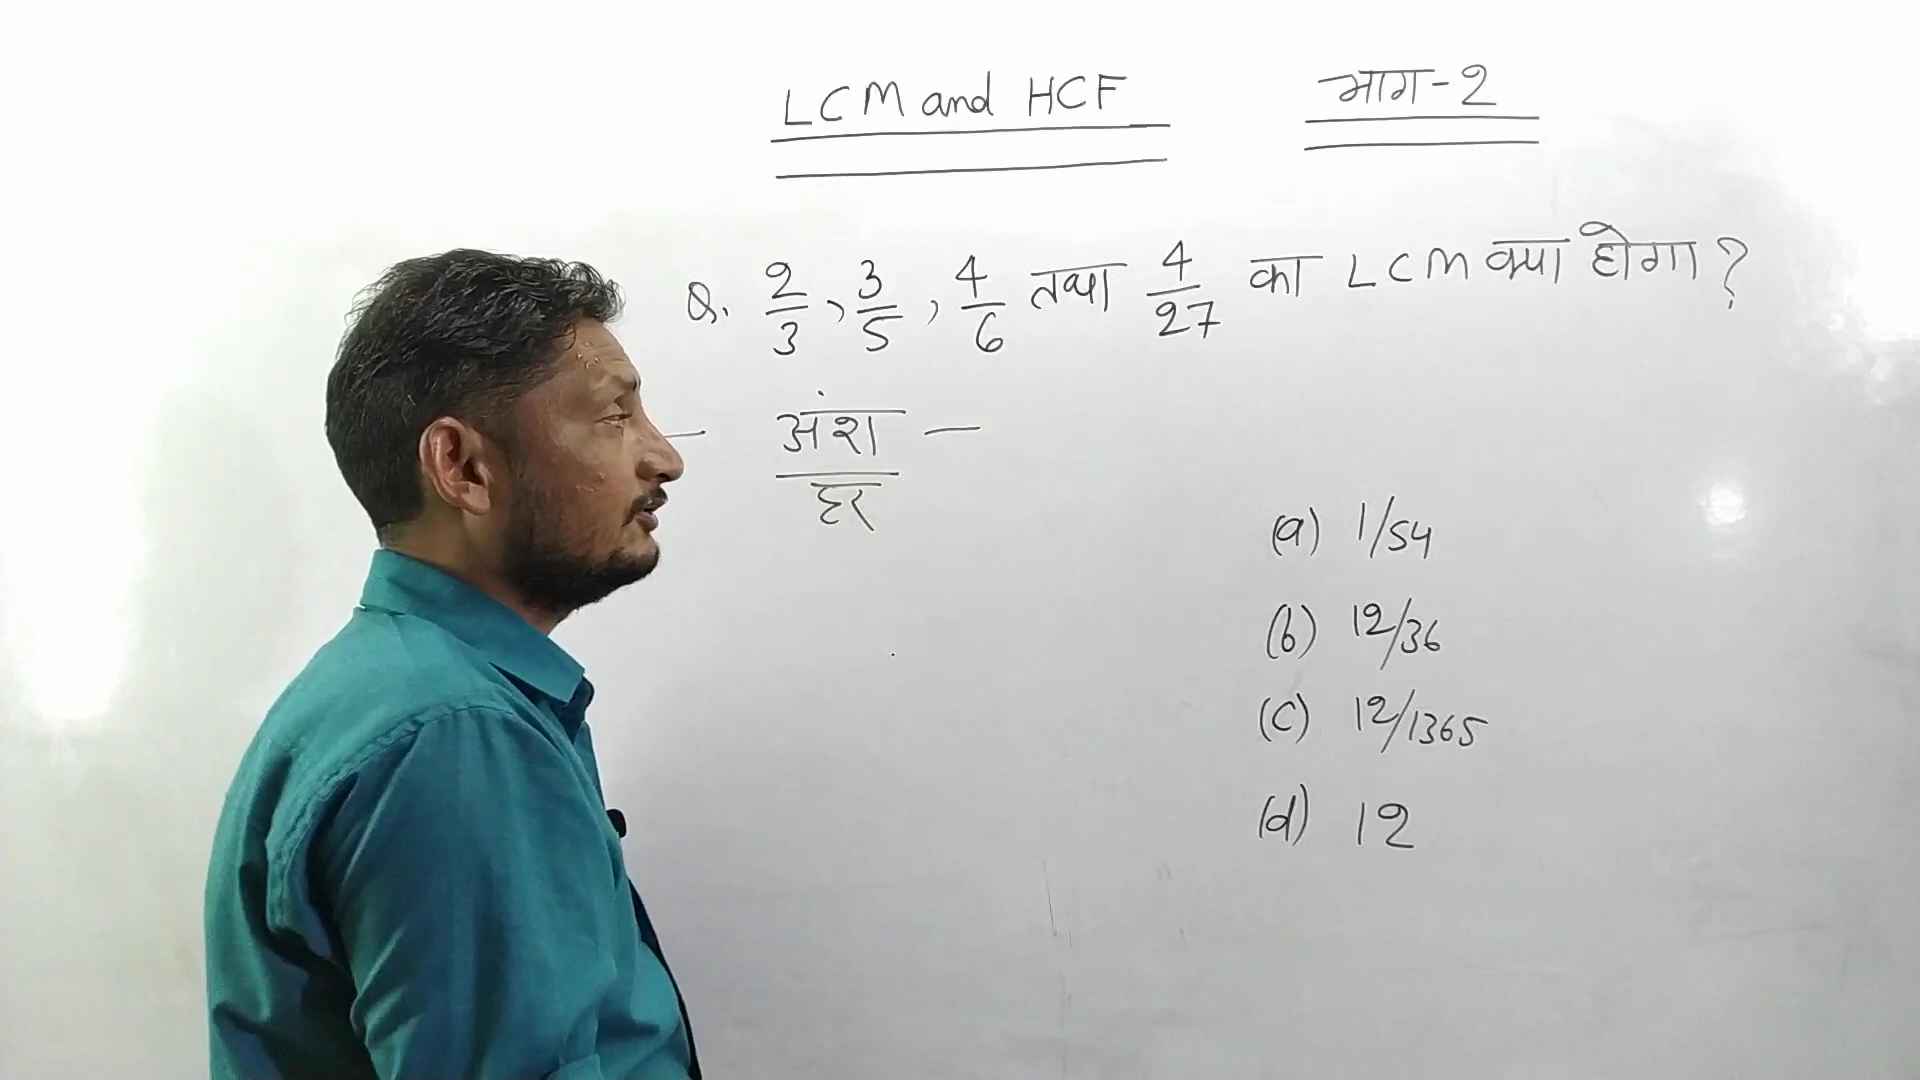 LCM and HCF भाग-2
Q. 2/3, 3/5, 4/6 तथा 4/27 का LCM क्या होगा?
— अंश —
हर
(a) 1/54
(b) 12/36
(c) 12/1365
(d) 12